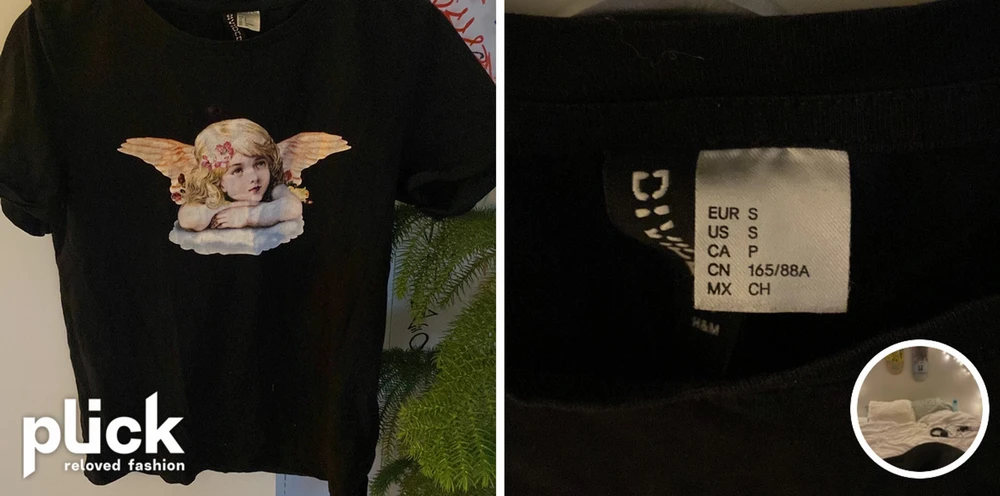 plick
reloved fashion
EUR S
US S
CA P
CN 165/88A
MX CH
H&M